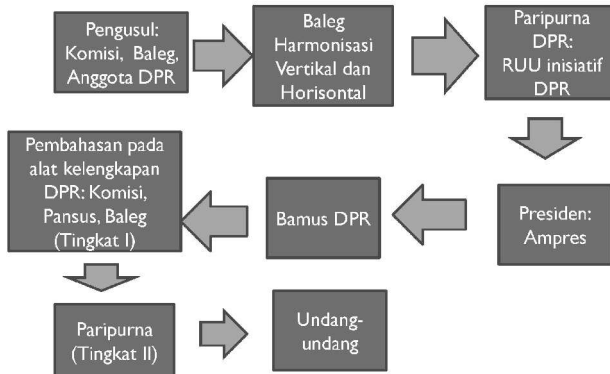 Pengusul:
Komisi, Baleg,
Anggota DPR
Baleg
Harmonisasi
Vertikal dan
Horisontal
Paripurna
DPR:
RUU inisiatif
DPR
Presiden:
Ampres
Bamus DPR
Pembahasan pada
alat kelengkapan
DPR: Komisi,
Pansus, Baleg
(Tingkat I)
Paripurna
(Tingkat II)
Undang-
undang